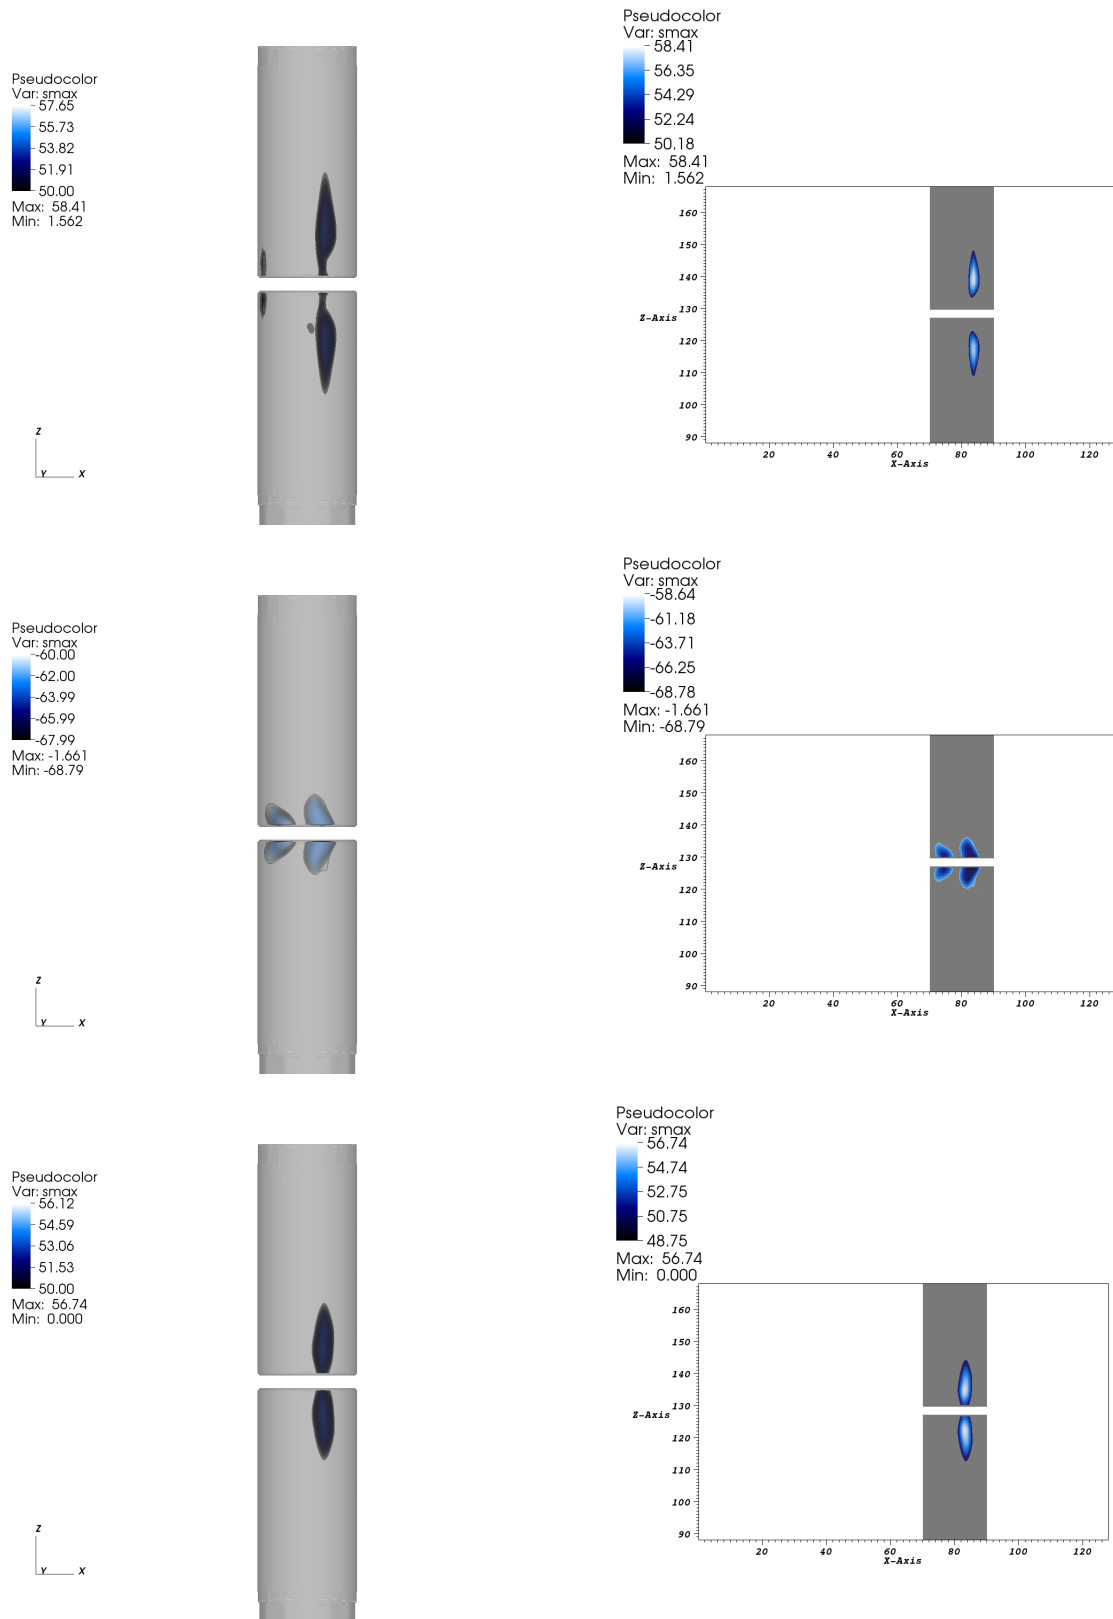 Pseudocolor
Var: smax
57.65
55.73
53.82
51.91
50.00
Max: 58.41
Min: 1.562
Z
Y X
Pseudocolor
Var: smax
58.41
56.35
54.29
52.24
50.18
Max: 58.41
Min: 1.562
160
150
140
130
Z-Axis
120
110
100
90
20 40 60 80 100 120
X-Axis
Pseudocolor
Var: smax
-60.00
-62.00
-63.99
-65.99
-67.99
Max: -1.661
Min: -68.79
Z
Y X
Pseudocolor
Var: smax
-58.64
-61.18
-63.71
-66.25
-68.78
Max: -1.661
Min: -68.79
160
150
140
130
Z-Axis
120
110
100
90
20 40 60 80 100 120
X-Axis
Pseudocolor
Var: smax
56.12
54.59
53.06
51.53
50.00
Max: 56.74
Min: 0.000
Z
Y X
Pseudocolor
Var: smax
56.74
54.74
52.75
50.75
48.75
Max: 56.74
Min: 0.000
160
150
140
130
Z-Axis
120
110
100
90
20 40 60 80 100 120
X-Axis